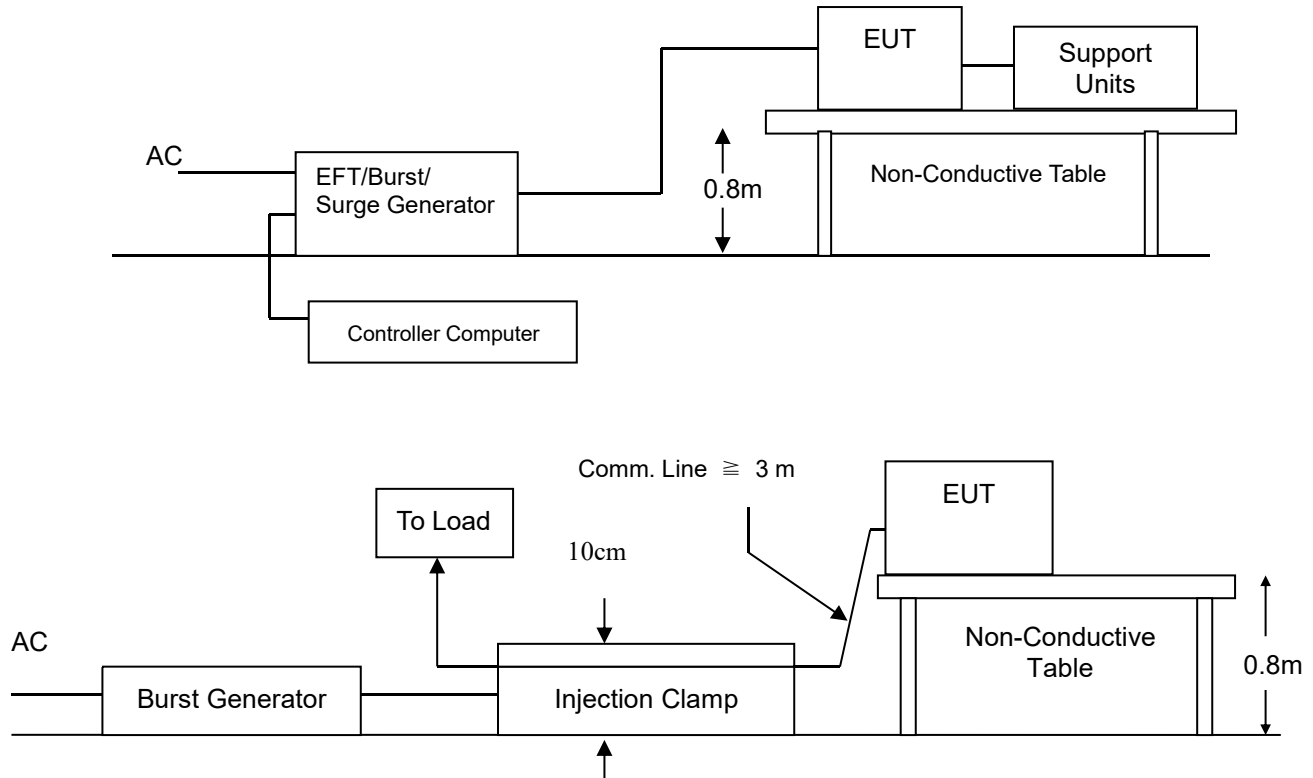 EUT
Support
Units
AC
EFT/Burst/
Surge Generator
0.8m
Non-Conductive Table
Controller Computer
Comm. Line ≧ 3 m
EUT
To Load
10cm
AC
Non-Conductive
Table
0.8m
Burst Generator
Injection Clamp